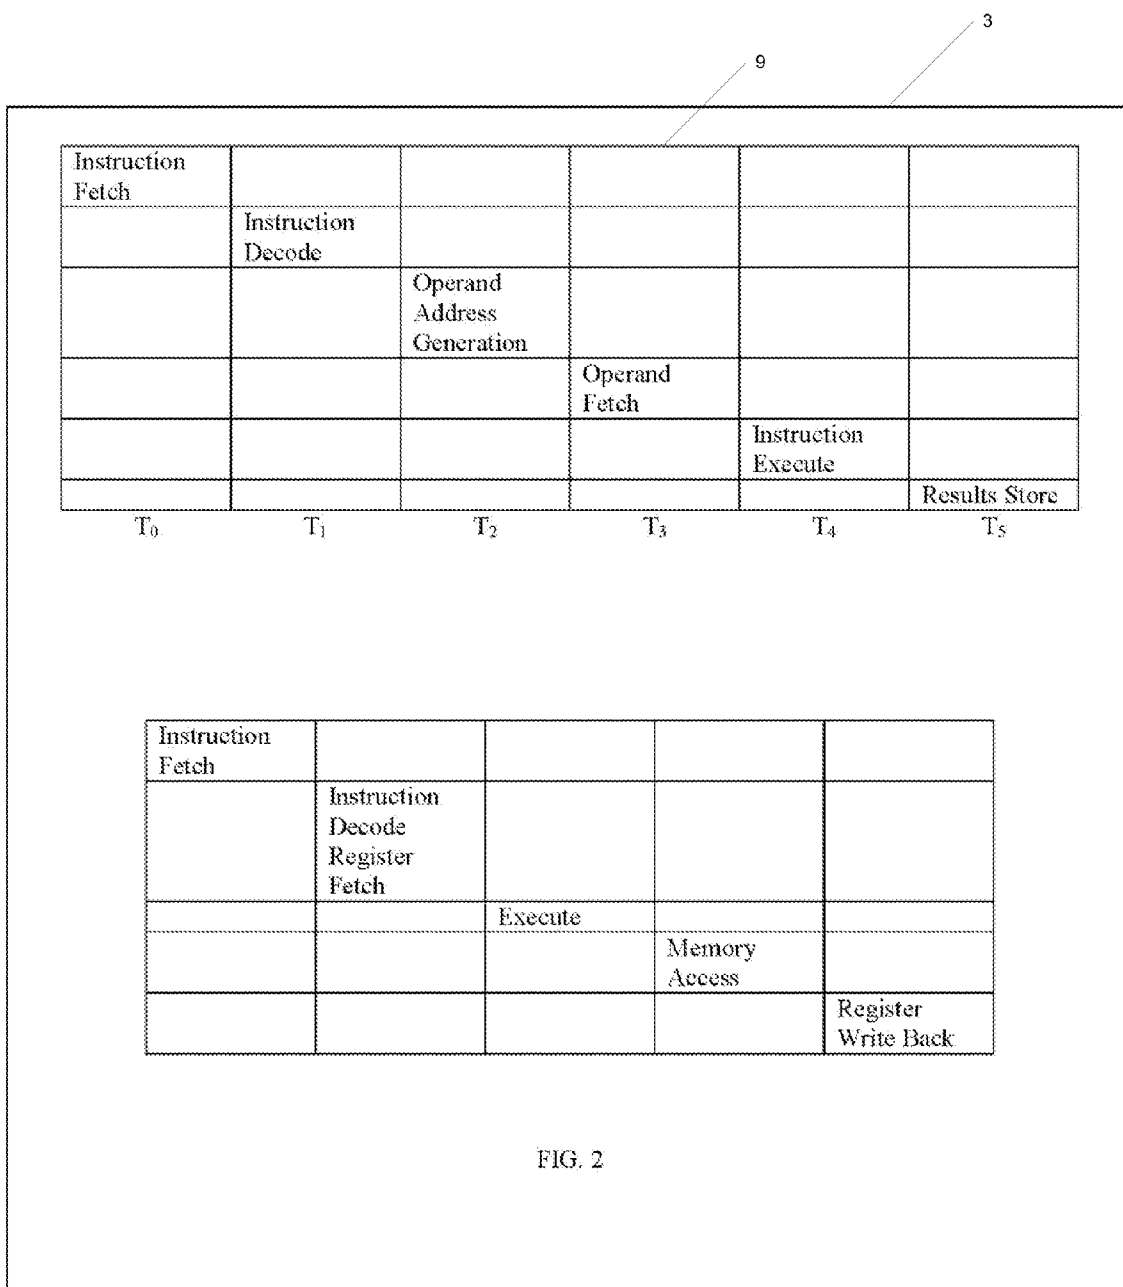 3
9
Instruction
Fetch
Instruction
Decode
Operand
Address
Generation
Operand
Fetch
Instruction
Execute
Results Store
T₀ T₁ T₂ T₃ T₄ T₅
Instruction
Fetch
Instruction
Decode
Register
Fetch
Execute
Memory
Access
Register
Write Back
FIG. 2